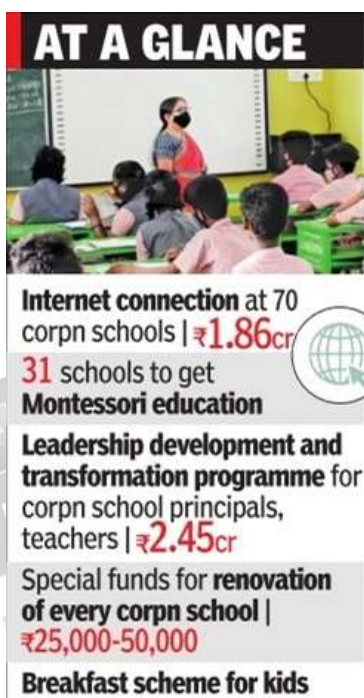 AT A GLANCE
Internet connection at 70
corpn schools | ₹1.86cr
31 schools to get
Montessori education
Leadership development and
transformation programme for
corpn school principals,
teachers | ₹2.45cr
Special funds for renovation
of every corpn school |
₹25,000-50,000
Breakfast scheme for kids